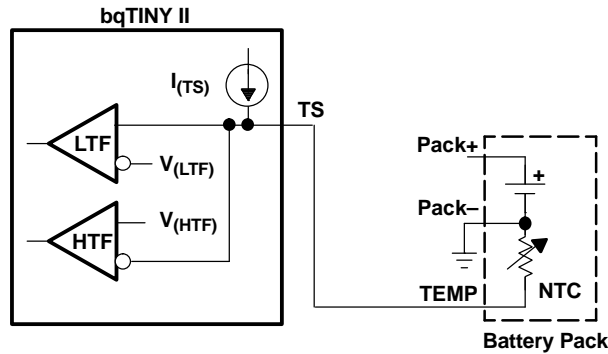 bqTINY II
I(TS)
TS
LTF
V(LTF)
V(HTF)
HTF
Pack+
+
Pack–
TEMP
NTC
Battery Pack